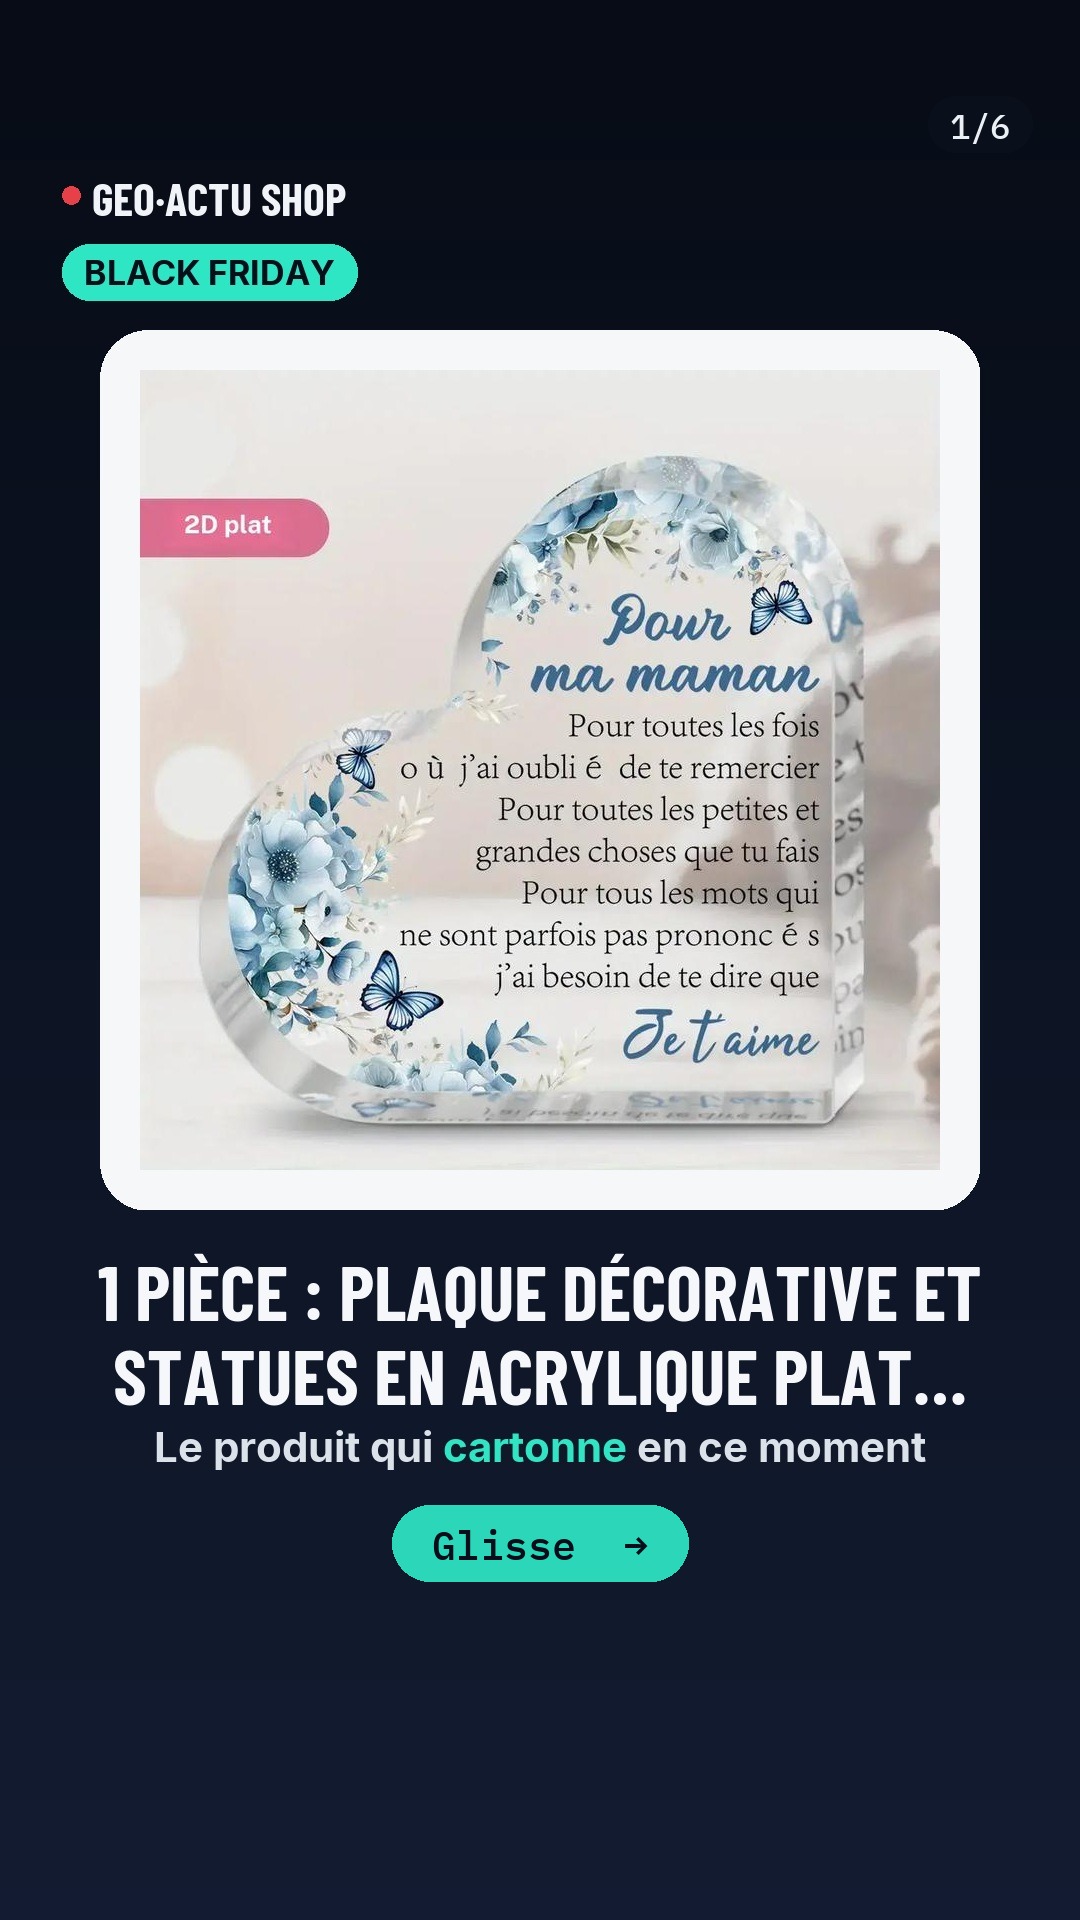 1/6
GEO·ACTU SHOP
BLACK FRIDAY
2D plat
Pour
ma maman
Pour toutes les fois
o ù j’ai oubli é de te remercier
Pour toutes les petites et
grandes choses que tu fais
Pour tous les mots qui
ne sont parfois pas prononc é s
j’ai besoin de te dire que
Je t’aime
1 PIÈCE : PLAQUE DÉCORATIVE ET
STATUES EN ACRYLIQUE PLAT...
Le produit qui cartonne en ce moment
Glisse →